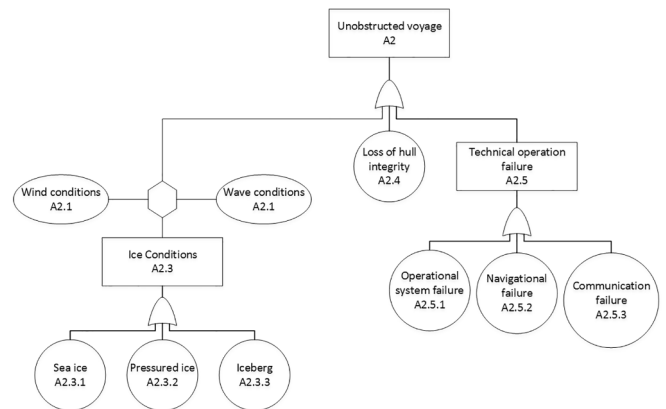 Unobstructed voyage
A2
Loss of hull
integrity
A2.4
Technical operation
failure
A2.5
Wind conditions
A2.1
Wave conditions
A2.1
Ice Conditions
A2.3
Operational
system failure
A2.5.1
Navigational
failure
A2.5.2
Communication
failure
A2.5.3
Sea ice
A2.3.1
Pressured ice
A2.3.2
Iceberg
A2.3.3